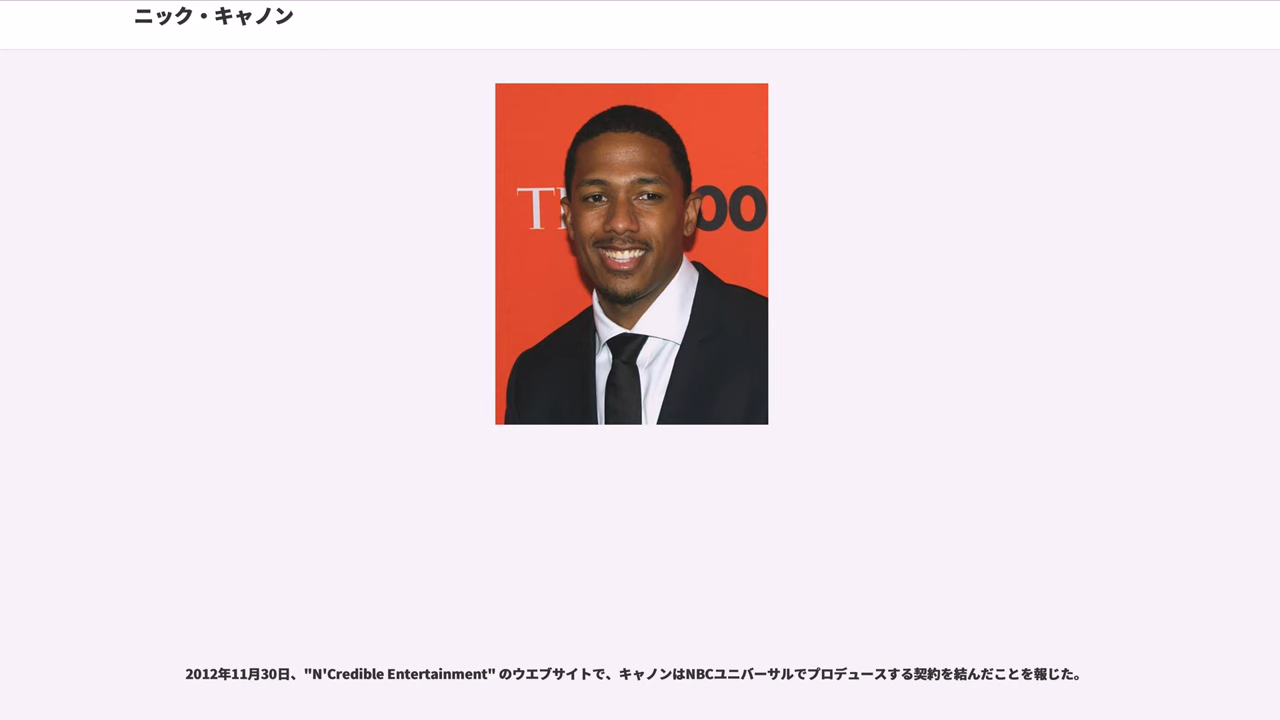 ニック・キャノン
TI
00
2012年11月30日、"N'Credible Entertainment" のウエブサイトで、キャノンはNBCユニバーサルでプロデュースする契約を結んだことを報じた。